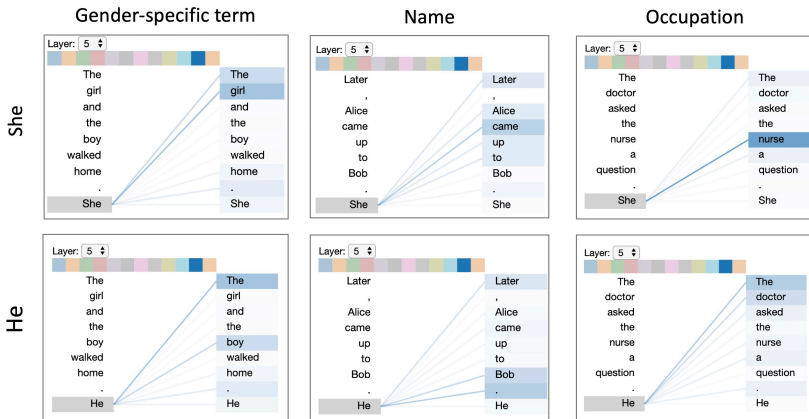 Gender-specific term Name Occupation
She
Layer: 5
The The
girl girl
and and
the the
boy boy
walked walked
home home
. .
She She
Layer: 5
Later Later
, ,
Alice Alice
came came
up up
to to
Bob Bob
. .
She She
Layer: 5
The The
doctor doctor
asked asked
the the
nurse nurse
a a
question question
. .
She She
He
Layer: 5
The The
girl girl
and and
the the
boy boy
walked walked
home home
. .
He He
Layer: 5
Later Later
, ,
Alice Alice
came came
up up
to to
Bob Bob
. .
He He
Layer: 5
The The
doctor doctor
asked asked
the the
nurse nurse
a a
question question
. .
He He